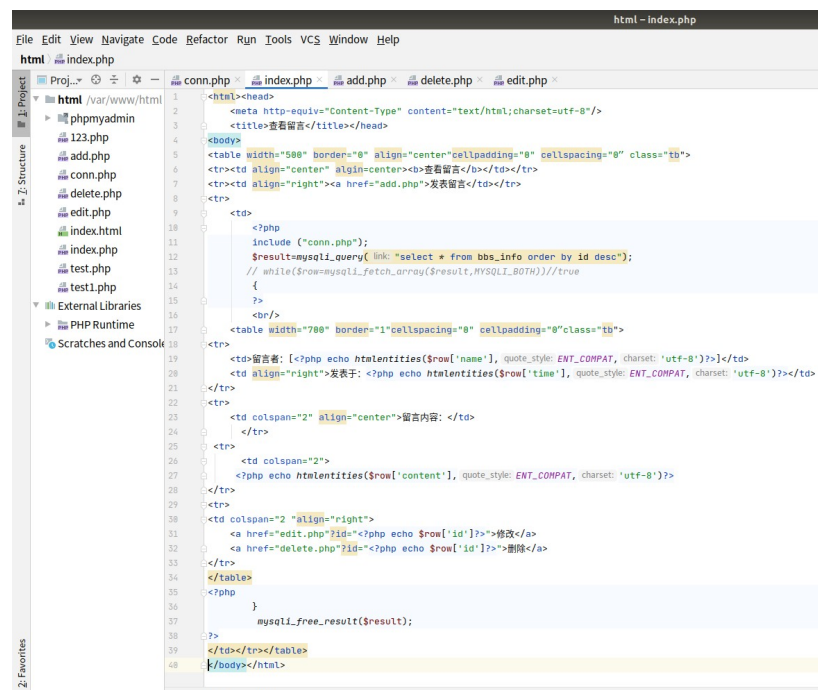 html – index.php
File Edit View Navigate Code Refactor Run Tools VCS Window Help
html index.php
Proj... conn.php index.php add.php delete.php edit.php
1: Project
7: Structure
2: Favorites
html /var/www/html
phpmyadmin
123.php
add.php
conn.php
delete.php
edit.php
index.html
index.php
test.php
test1.php
External Libraries
PHP Runtime
Scratches and Console
1 <html><head>
2 <meta http-equiv="Content-Type" content="text/html;charset=utf-8"/>
3 <title>查看留言</title></head>
4 <body>
5 <table width="500" border="0" align="center"cellpadding="0" cellspacing="0" class="tb">
6 <tr><td align="center" algin=center><b>查看留言</b></td></tr>
7 <tr><td align="right"><a href="add.php">发表留言</td></tr>
8 <tr>
9 <td>
10 <?php
11 include ("conn.php");
12 $result=mysqli_query( link: "select * from bbs_info order by id desc");
13 // while($row=mysqli_fetch_array($result,MYSQLI_BOTH))//true
14 {
15 ?>
16 <br/>
17 <table width="700" border="1"cellspacing="0" cellpadding="0"class="tb">
18 <tr>
19 <td>留言者: [<?php echo htmlentities($row['name'], quote_style: ENT_COMPAT, charset: 'utf-8')?>]</td>
20 <td align="right">发表于: <?php echo htmlentities($row['time'], quote_style: ENT_COMPAT, charset: 'utf-8')?></td>
21 </tr>
22 <tr>
23 <td colspan="2" align="center">留言内容: </td>
24 </tr>
25 <tr>
26 <td colspan="2">
27 <?php echo htmlentities($row['content'], quote_style: ENT_COMPAT, charset: 'utf-8')?>
28 </tr>
29 <tr>
30 <td colspan="2 "align="right">
31 <a href="edit.php"?id="<?php echo $row['id']?>">修改</a>
32 <a href="delete.php"?id="<?php echo $row['id']?>">删除</a>
33 </tr>
34 </table>
35 <?php
36 }
37 mysqli_free_result($result);
38 ?>
39 </td></tr></table>
40 </body></html>